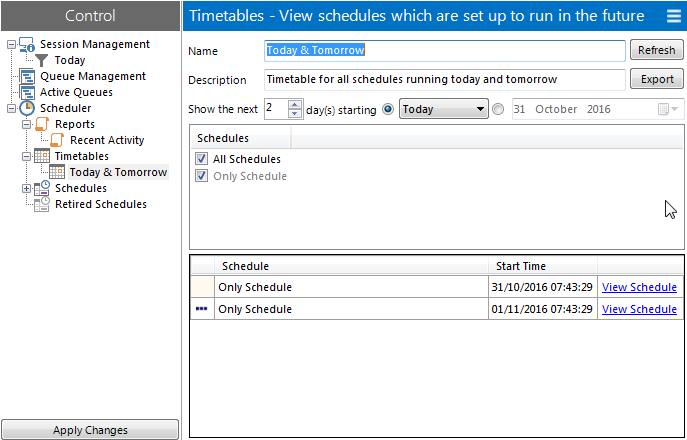 Control
Session Management
Today
Queue Management
Active Queues
Scheduler
Reports
Recent Activity
Timetables
Today & Tomorrow
Schedules
Retired Schedules
Apply Changes
Timetables - View schedules which are set up to run in the future
Name Today & Tomorrow Refresh
Description Timetable for all schedules running today and tomorrow Export
Show the next 2 day(s) starting Today 31 October 2016
Schedules
All Schedules
Only Schedule
Schedule Start Time
Only Schedule 31/10/2016 07:43:29 View Schedule
Only Schedule 01/11/2016 07:43:29 View Schedule